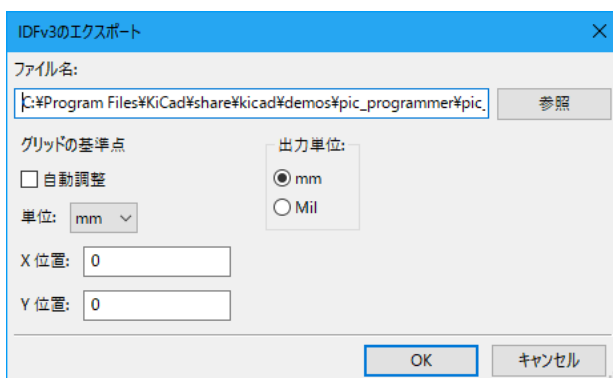 IDFv3のエクスポート
ファイル名:
C:¥Program Files¥KiCad¥share¥kicad¥demos¥pic_programmer¥pic_
参照
グリッドの基準点
自動調整
単位: mm
X 位置: 0
Y 位置: 0
出力単位:
mm
Mil
OK
キャンセル